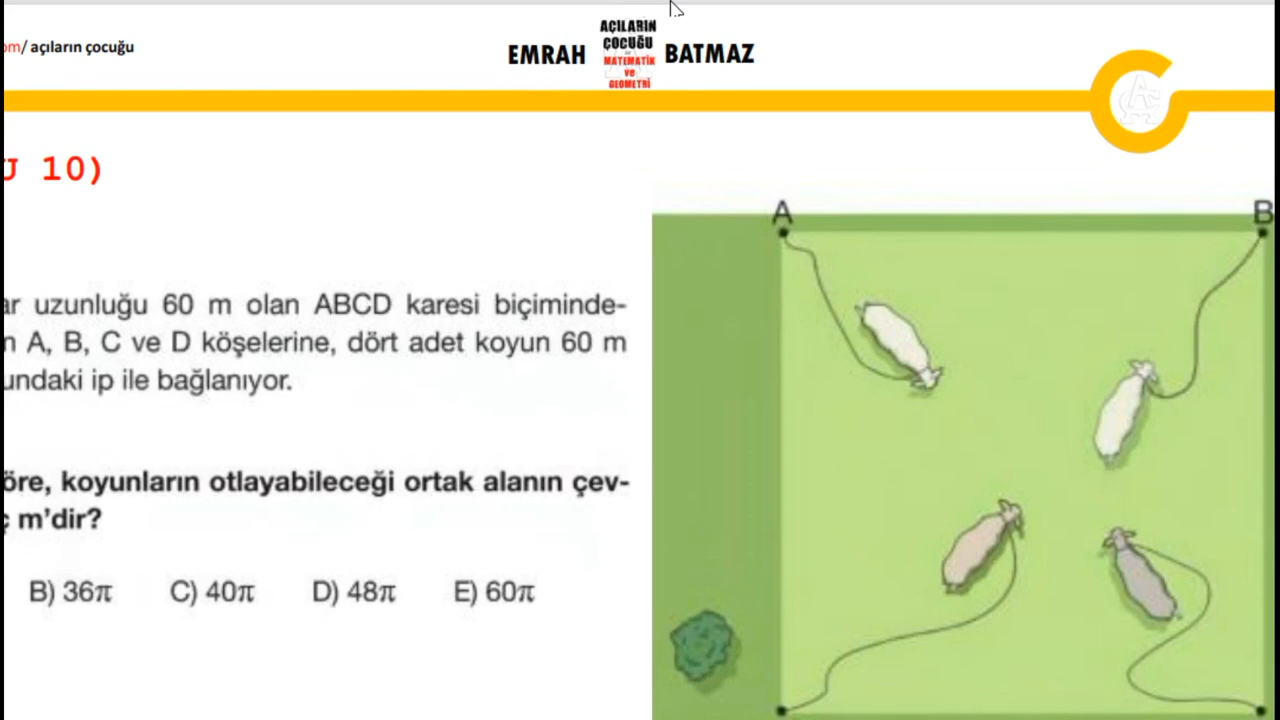 om/ açıların çocuğu
EMRAH
AÇILARIN
ÇOCUĞU
MATEMATİK
ve
GEOMETRİ
BATMAZ
U 10)
ar uzunluğu 60 m olan ABCD karesi biçiminde-
n A, B, C ve D köşelerine, dört adet koyun 60 m
undaki ip ile bağlanıyor.
öre, koyunların otlayabileceği ortak alanın çev-
ç m'dir?
B) 36π C) 40π D) 48π E) 60π
A
B